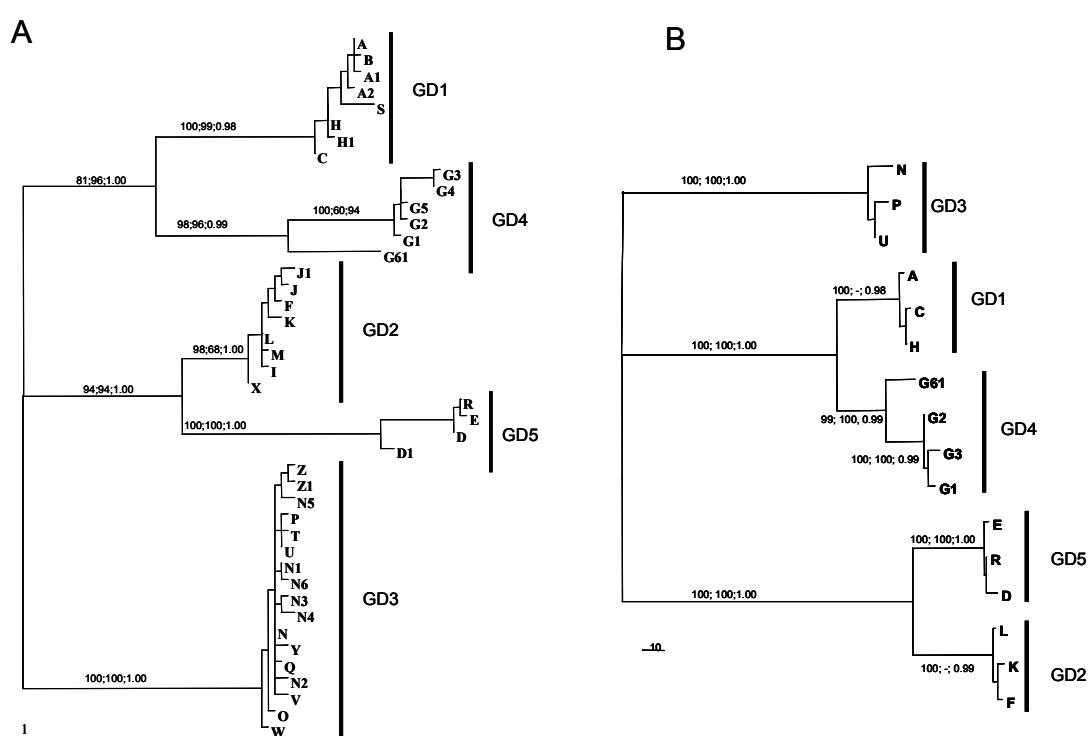 A
A
B
A1
A2
S
H
H1
C
100;99;0.98
GD1
81;96;1.00
G3
G4
G5
G2
G1
G61
100;60;94
98;96;0.99
GD4
J1
J
F
K
L
M
I
X
98;68;1.00
GD2
94;94;1.00
R
E
D
D1
100;100;1.00
GD5
Z
Z1
N5
P
T
U
N1
N6
N3
N4
N
Y
Q
N2
V
O
W
GD3
100;100;1.00
1
B
N
P
U
100; 100;1.00
GD3
A
C
H
100; -; 0.98
GD1
100; 100;1.00
G61
G2
G3
G1
99; 100, 0.99
100; 100; 0.99
GD4
E
R
D
100; 100;1.00
GD5
100; 100;1.00
L
K
F
100; -; 0.99
GD2
10